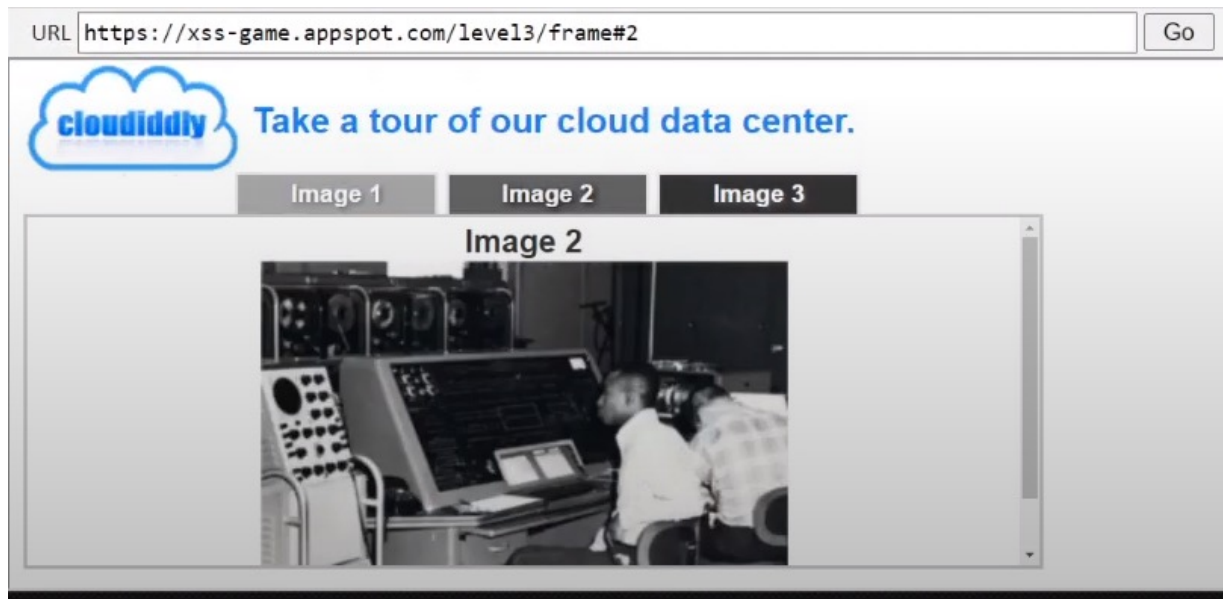 URL https://xss-game.appspot.com/level3/frame#2 Go
cloudiddly Take a tour of our cloud data center.
Image 1 Image 2 Image 3
Image 2